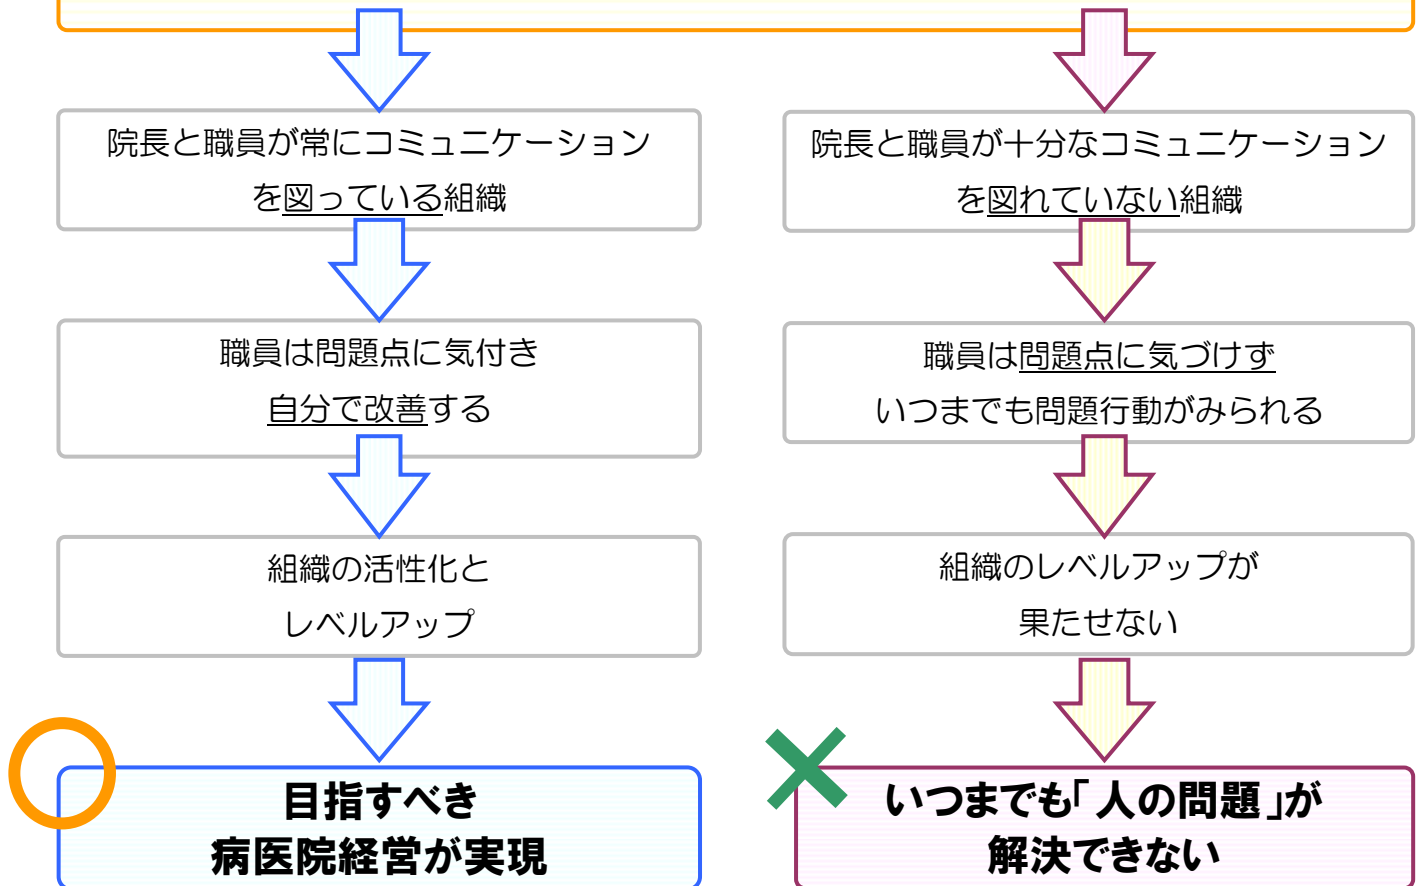 院長と職員が常にコミュニケーション
を図っている組織
職員は問題点に気付き
自分で改善する
組織の活性化と
レベルアップ
目指すべき
病医院経営が実現
院長と職員が十分なコミュニケーション
を図れていない組織
職員は問題点に気づけず
いつまでも問題行動がみられる
組織のレベルアップが
果たせない
いつまでも「人の問題」が
解決できない